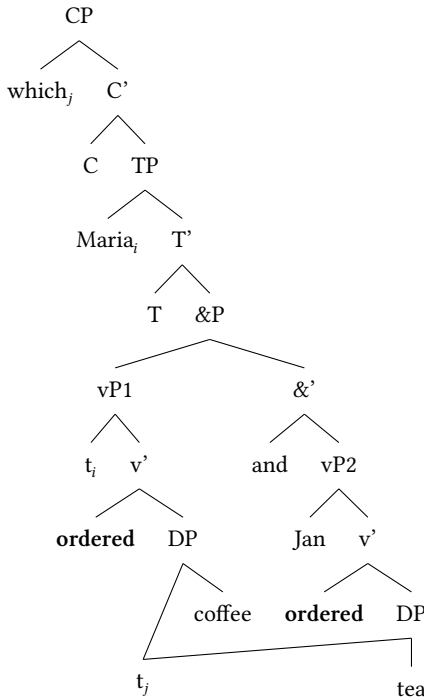 CP
which_j C’
C TP
Maria_i T’
T &P
vP1 &’
t_i v’ and vP2
ordered DP Jan v’
coffee ordered DP
t_j tea